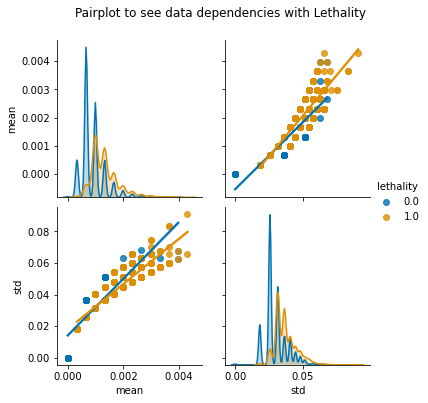 Pairplot to see data dependencies with Lethality
0.004
0.003
0.002
0.001
0.000
mean
lethality
0.0
1.0
0.08
0.06
0.04
0.02
0.00
std
0.000 0.002 0.004
mean
0.00 0.05
std